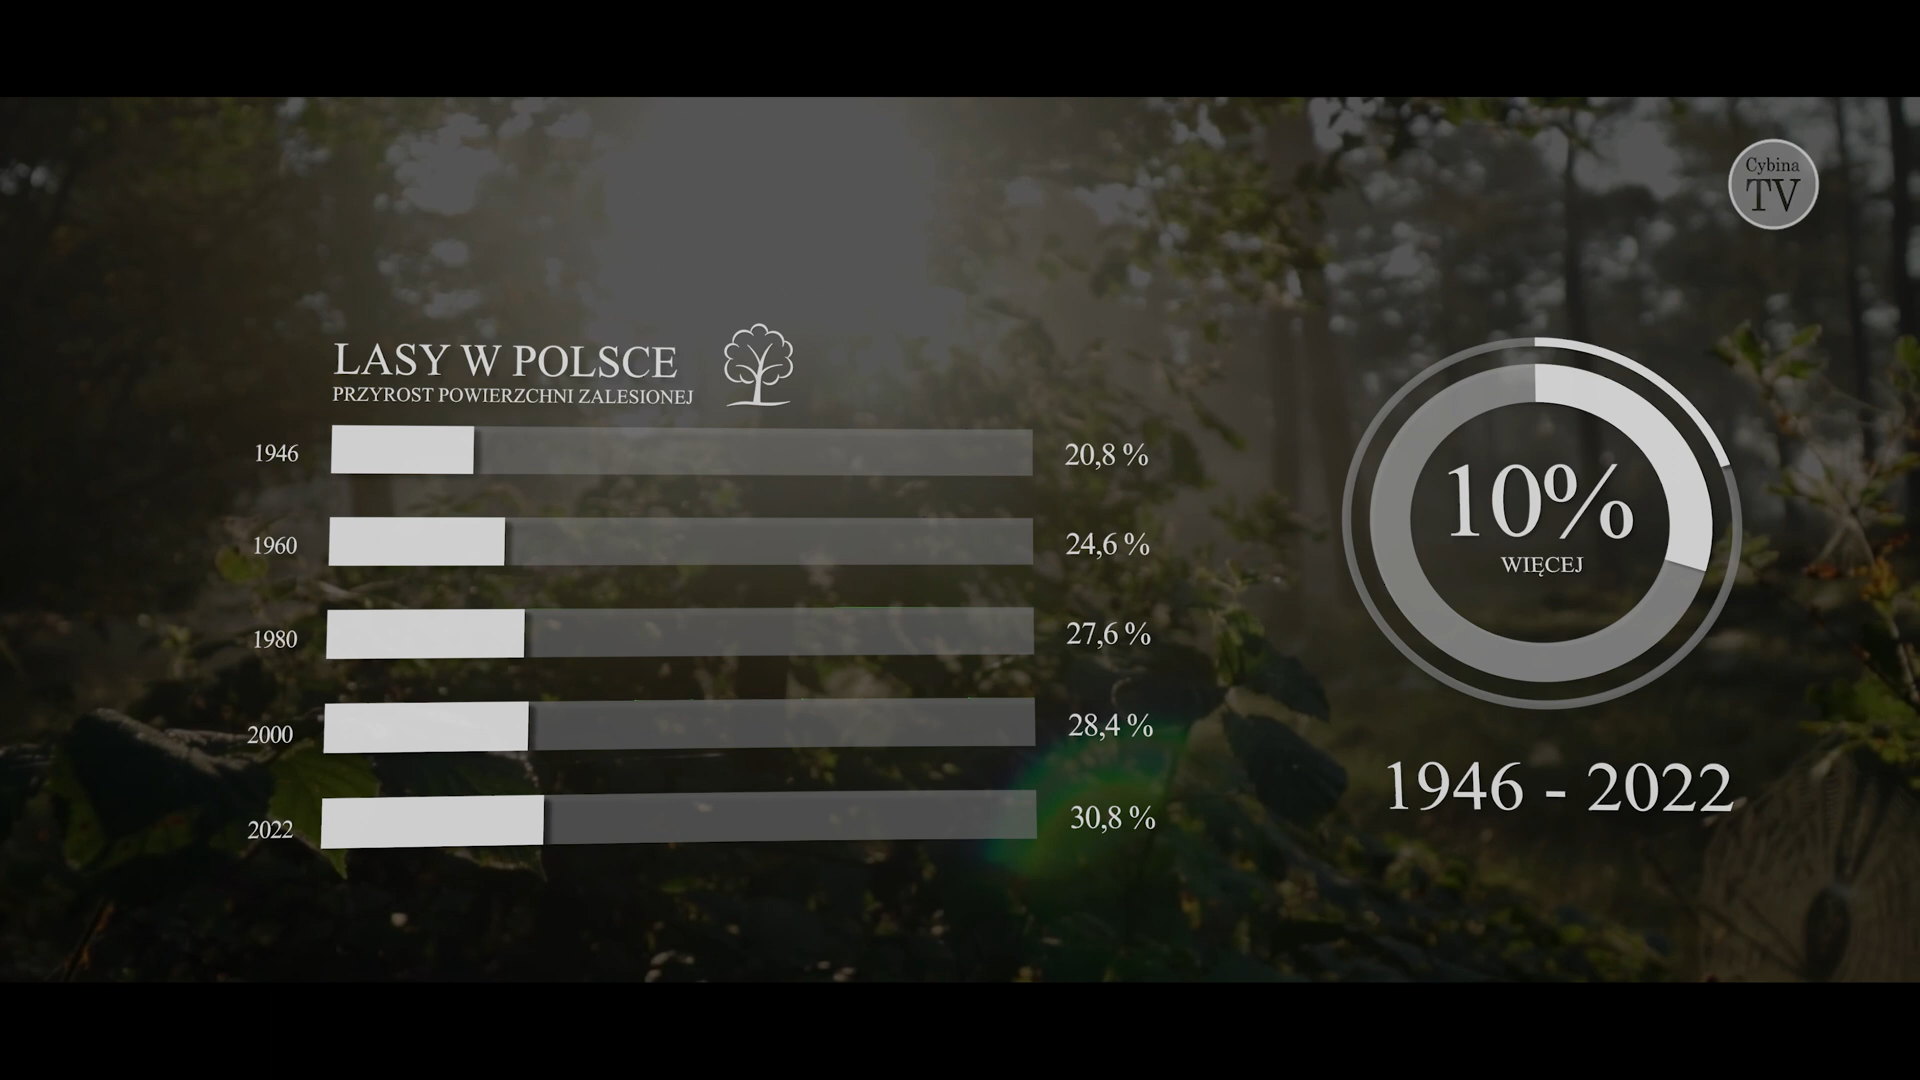 Cybina
TV
LASY W POLSCE
PRZYROST POWIERZCHNI ZALESIONEJ
1946 20,8 %
1960 24,6 %
1980 27,6 %
2000 28,4 %
2022 30,8 %
10%
WIĘCEJ
1946 - 2022